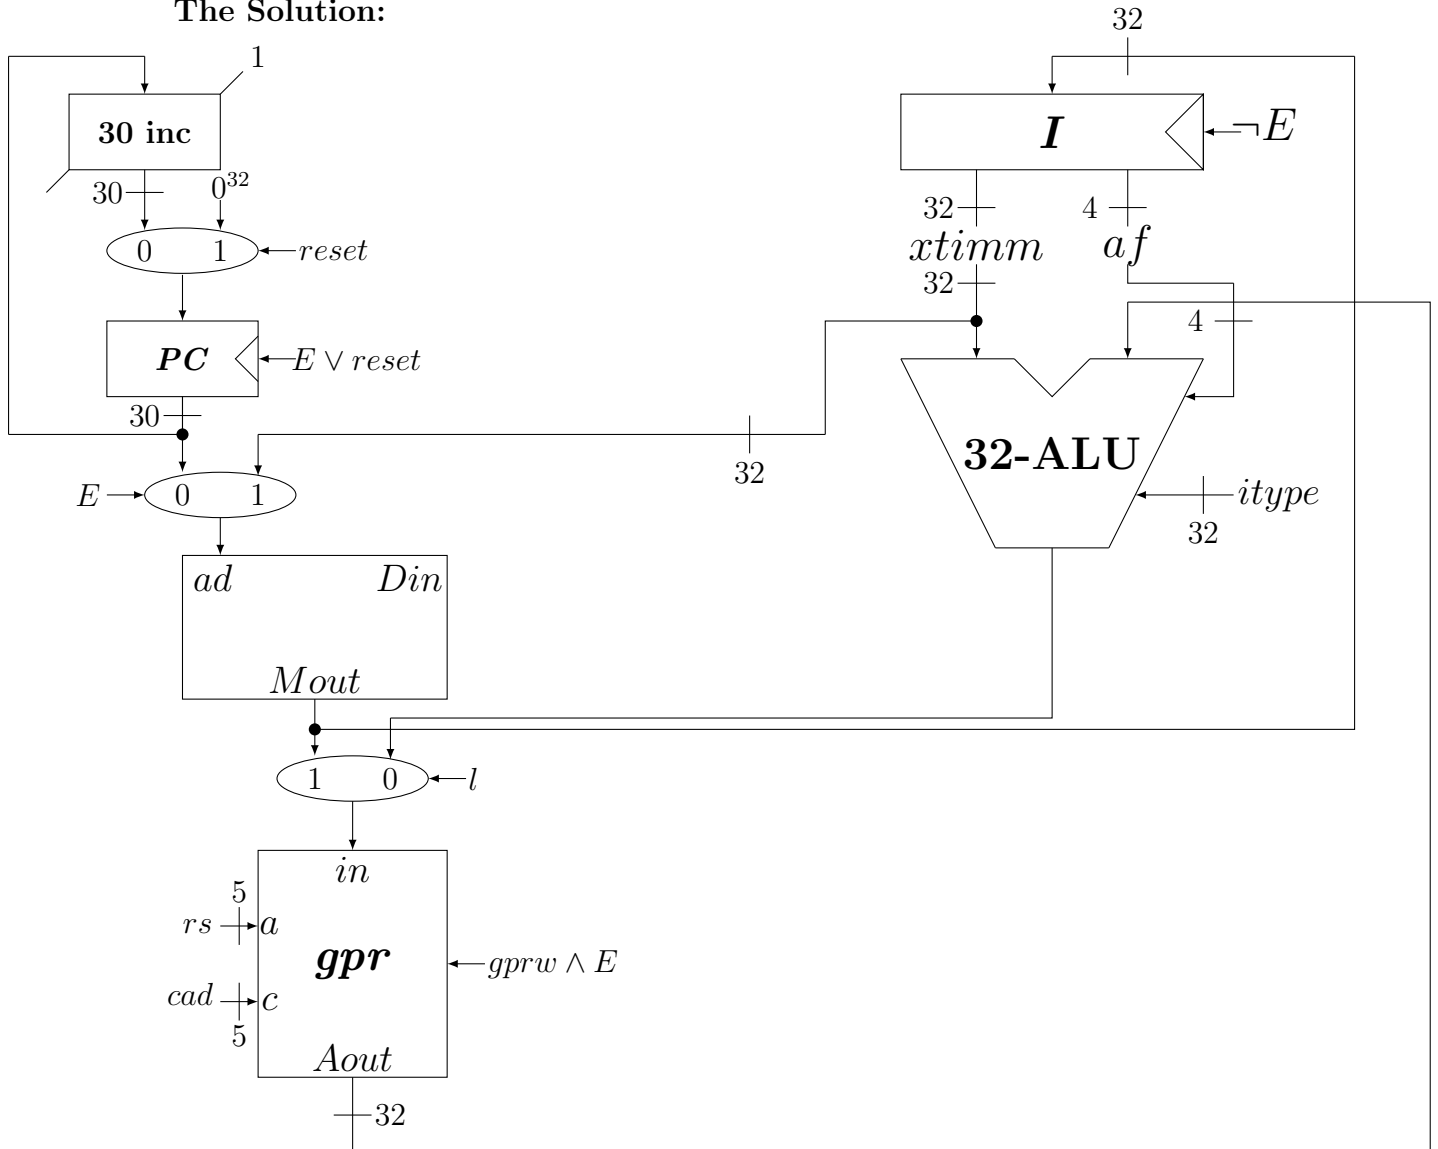 The Solution:
32
1
30 inc
I
¬E
30
0³²
32
4
0 1
reset
xtimm
af
32
4
PC
E ∨ reset
30
32-ALU
32
E
0 1
itype
32
ad
Din
Mout
1 0
l
in
5
rs
a
gpr
gprw ∧ E
cad
c
5
Aout
32